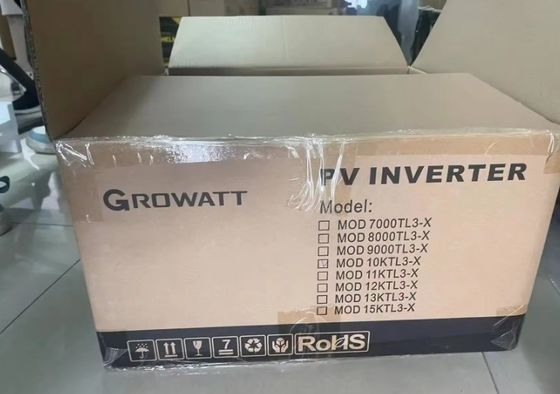 GROWATT
PV INVERTER
Model:
MOD 7000TL3-X
MOD 8000TL3-X
MOD 9000TL3-X
MOD 10KTL3-X
MOD 11KTL3-X
MOD 12KTL3-X
MOD 13KTL3-X
MOD 15KTL3-X
7
RoHS